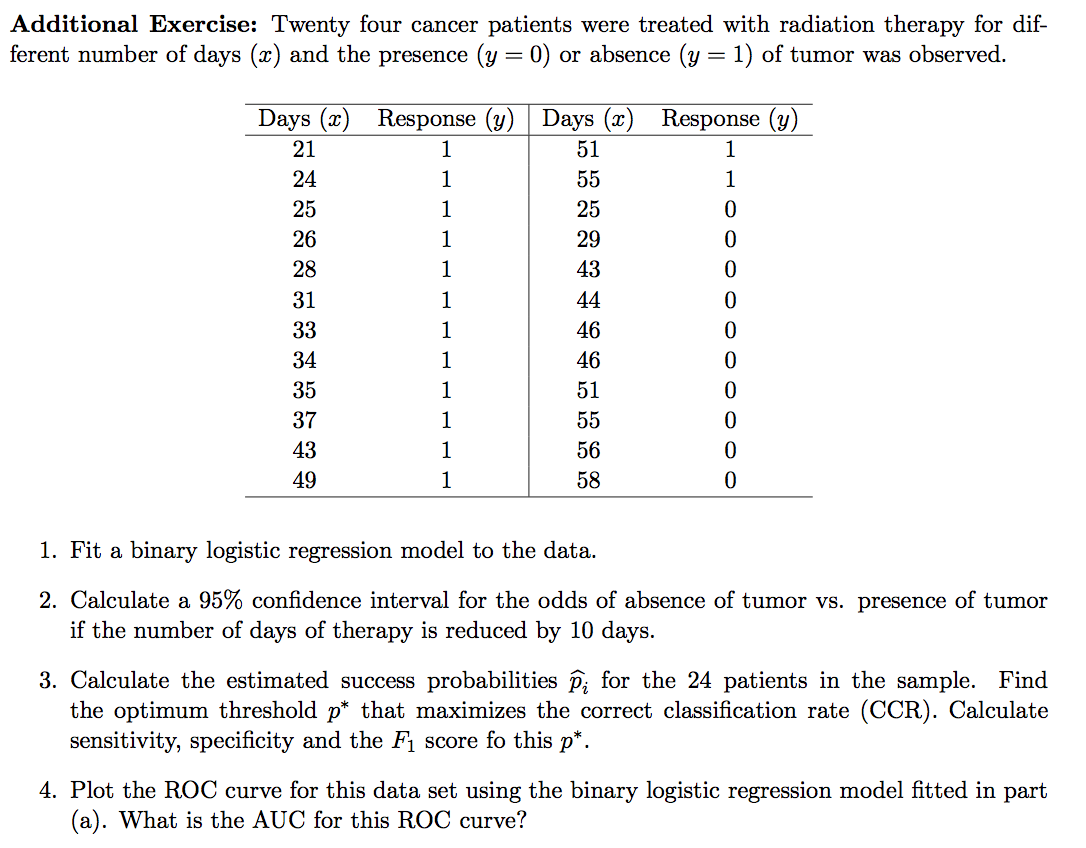 Additional Exercise: Twenty four cancer patients were treated with radiation therapy for dif-
ferent number of days (x) and the presence (y = 0) or absence (y = 1) of tumor was observed.
Days (x) Response (y) Days (x) Response (y)
21 1 51 1
24 1 55 1
25 1 25 0
26 1 29 0
28 1 43 0
31 1 44 0
33 1 46 0
34 1 46 0
35 1 51 0
37 1 55 0
43 1 56 0
49 1 58 0
1. Fit a binary logistic regression model to the data.
2. Calculate a 95% confidence interval for the odds of absence of tumor vs. presence of tumor
if the number of days of therapy is reduced by 10 days.
3. Calculate the estimated success probabilities p̂ᵢ for the 24 patients in the sample. Find
the optimum threshold p* that maximizes the correct classification rate (CCR). Calculate
sensitivity, specificity and the F₁ score fo this p*.
4. Plot the ROC curve for this data set using the binary logistic regression model fitted in part
(a). What is the AUC for this ROC curve?